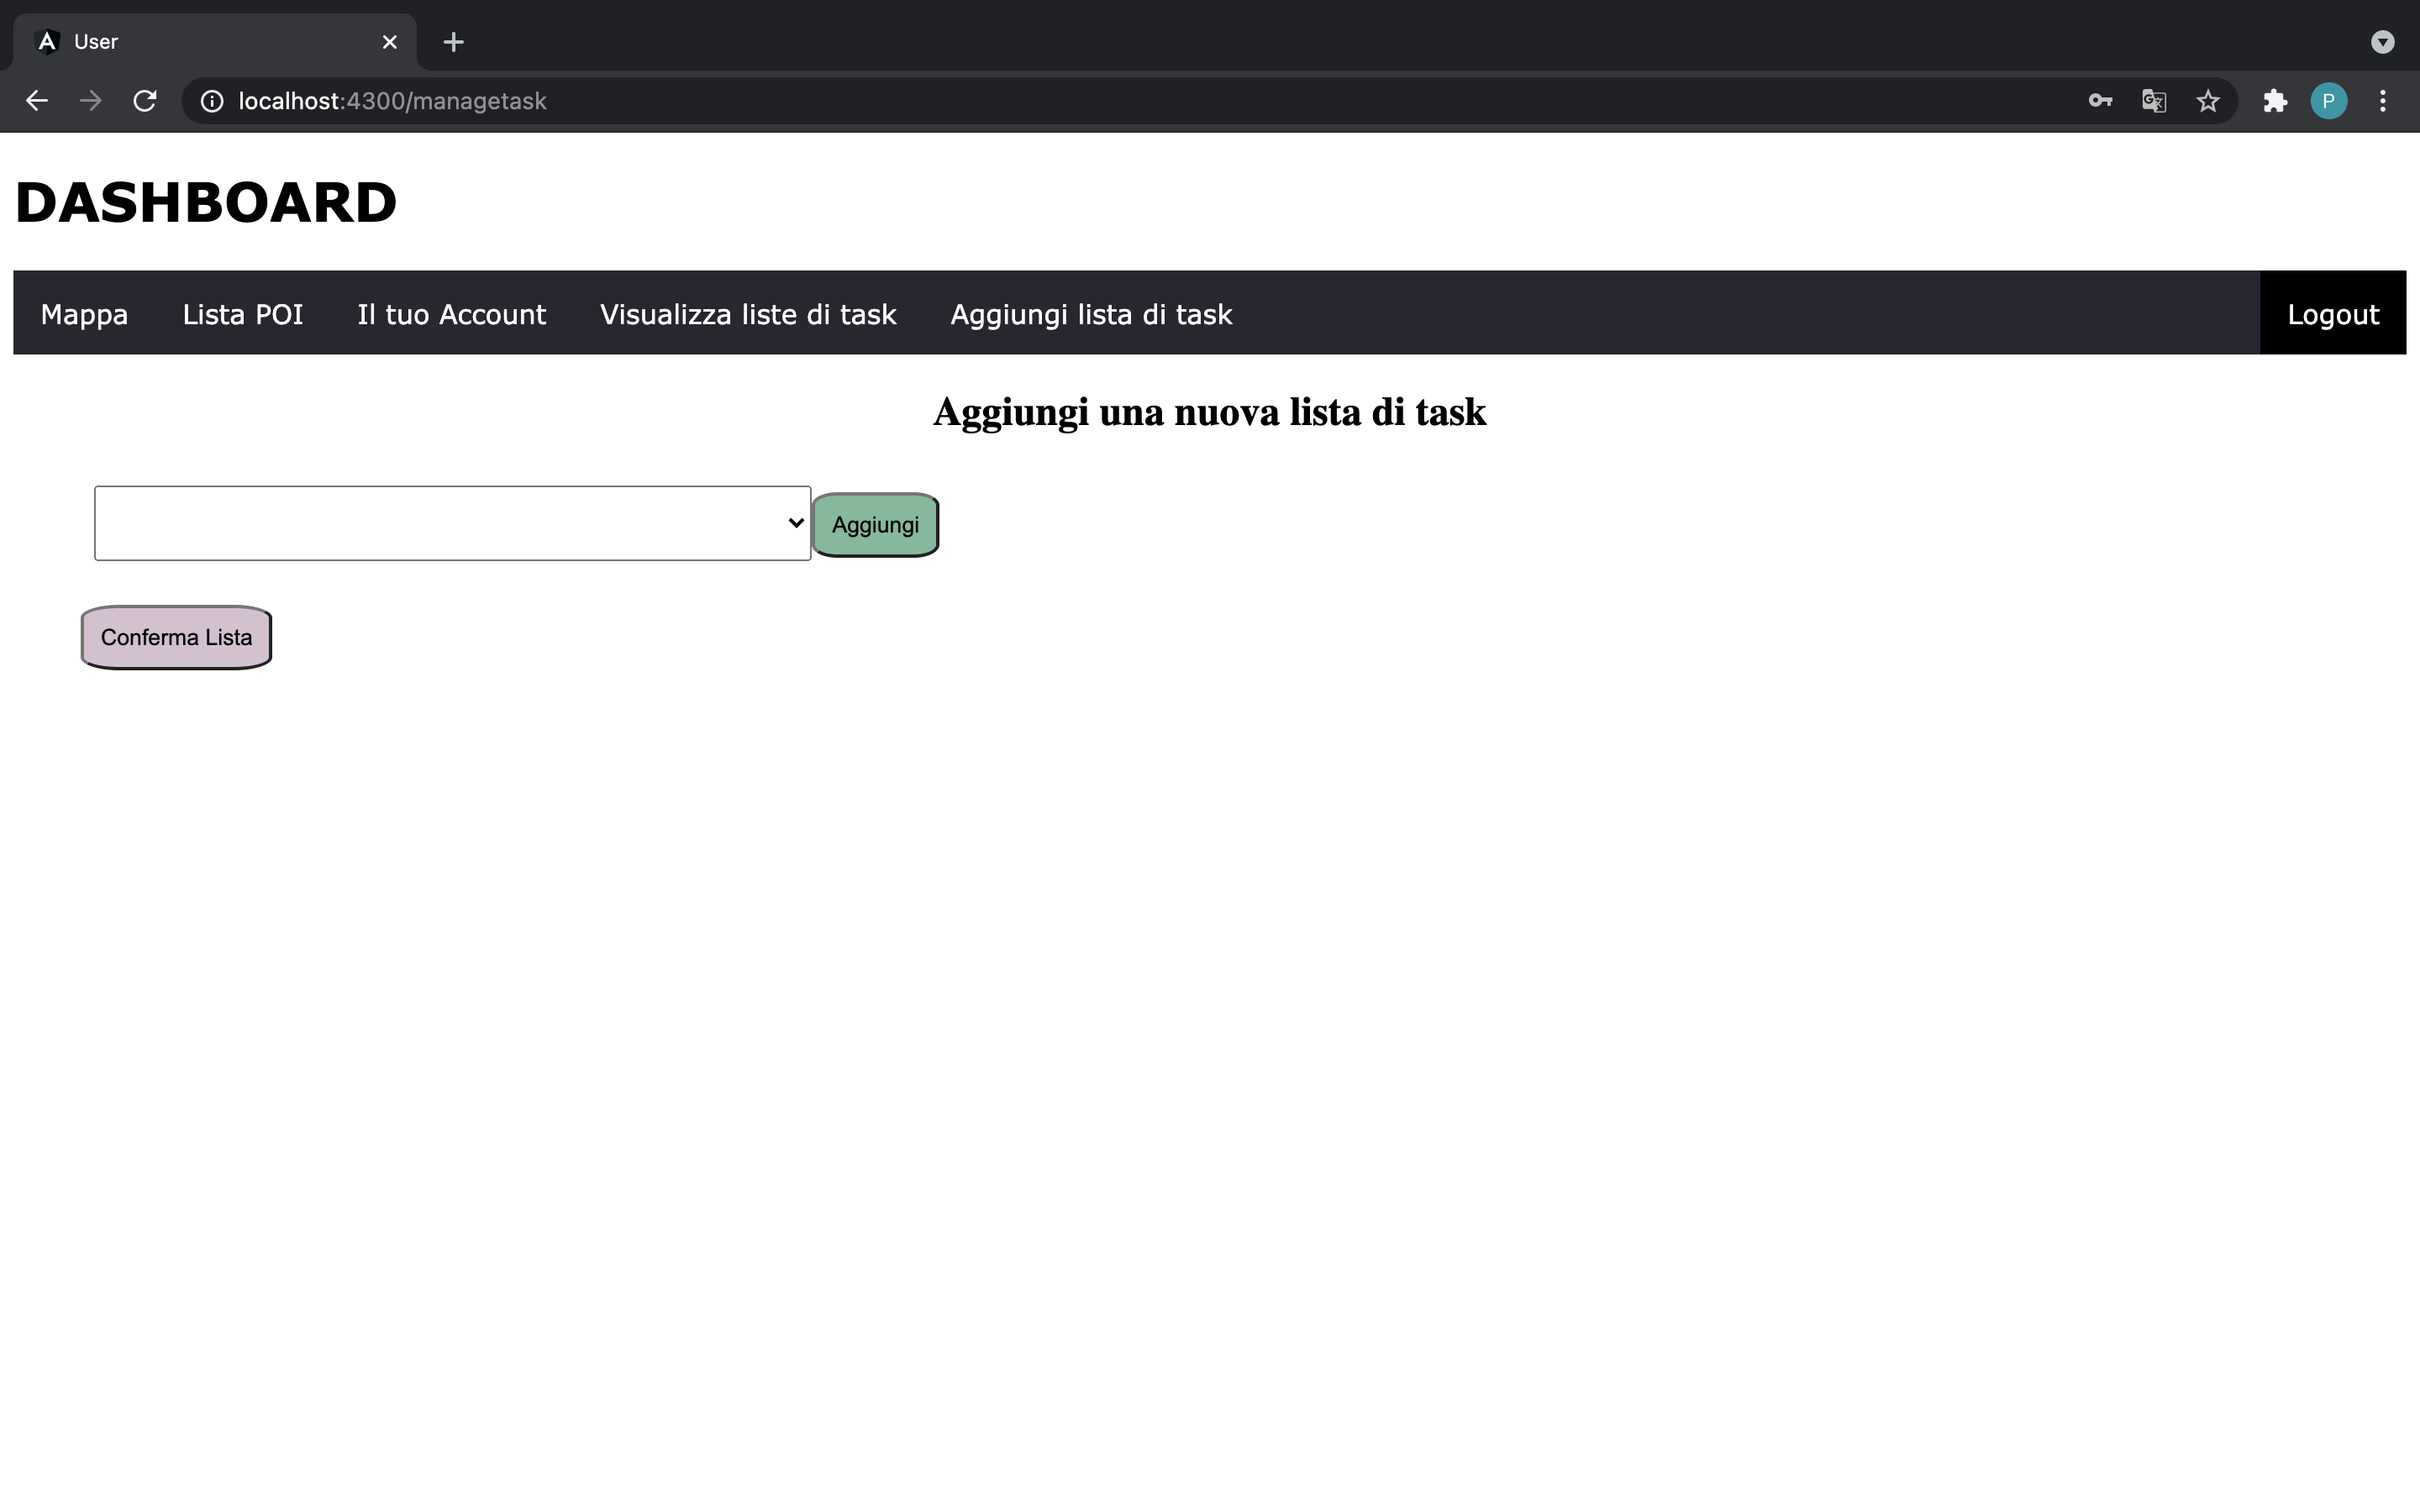 User
localhost:4300/managetask
P
DASHBOARD
Mappa Lista POI Il tuo Account Visualizza liste di task Aggiungi lista di task Logout
Aggiungi una nuova lista di task
Aggiungi
Conferma Lista